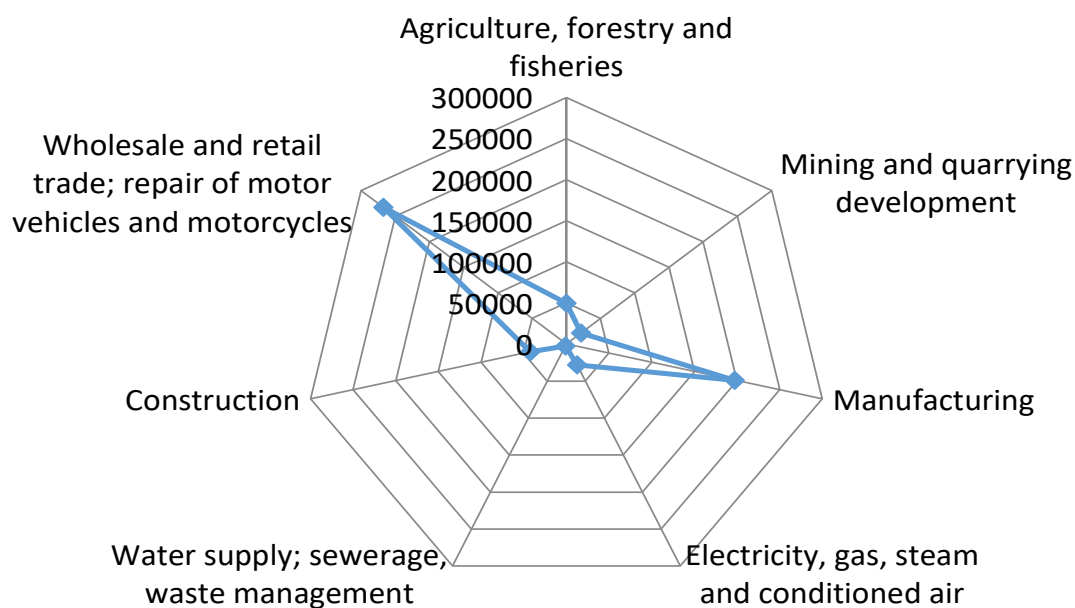 Agriculture, forestry and
fisheries
300000
250000
200000
150000
100000
50000
0
Mining and quarrying
development
Manufacturing
Electricity, gas, steam
and conditioned air
Water supply; sewerage,
waste management
Construction
Wholesale and retail
trade; repair of motor
vehicles and motorcycles